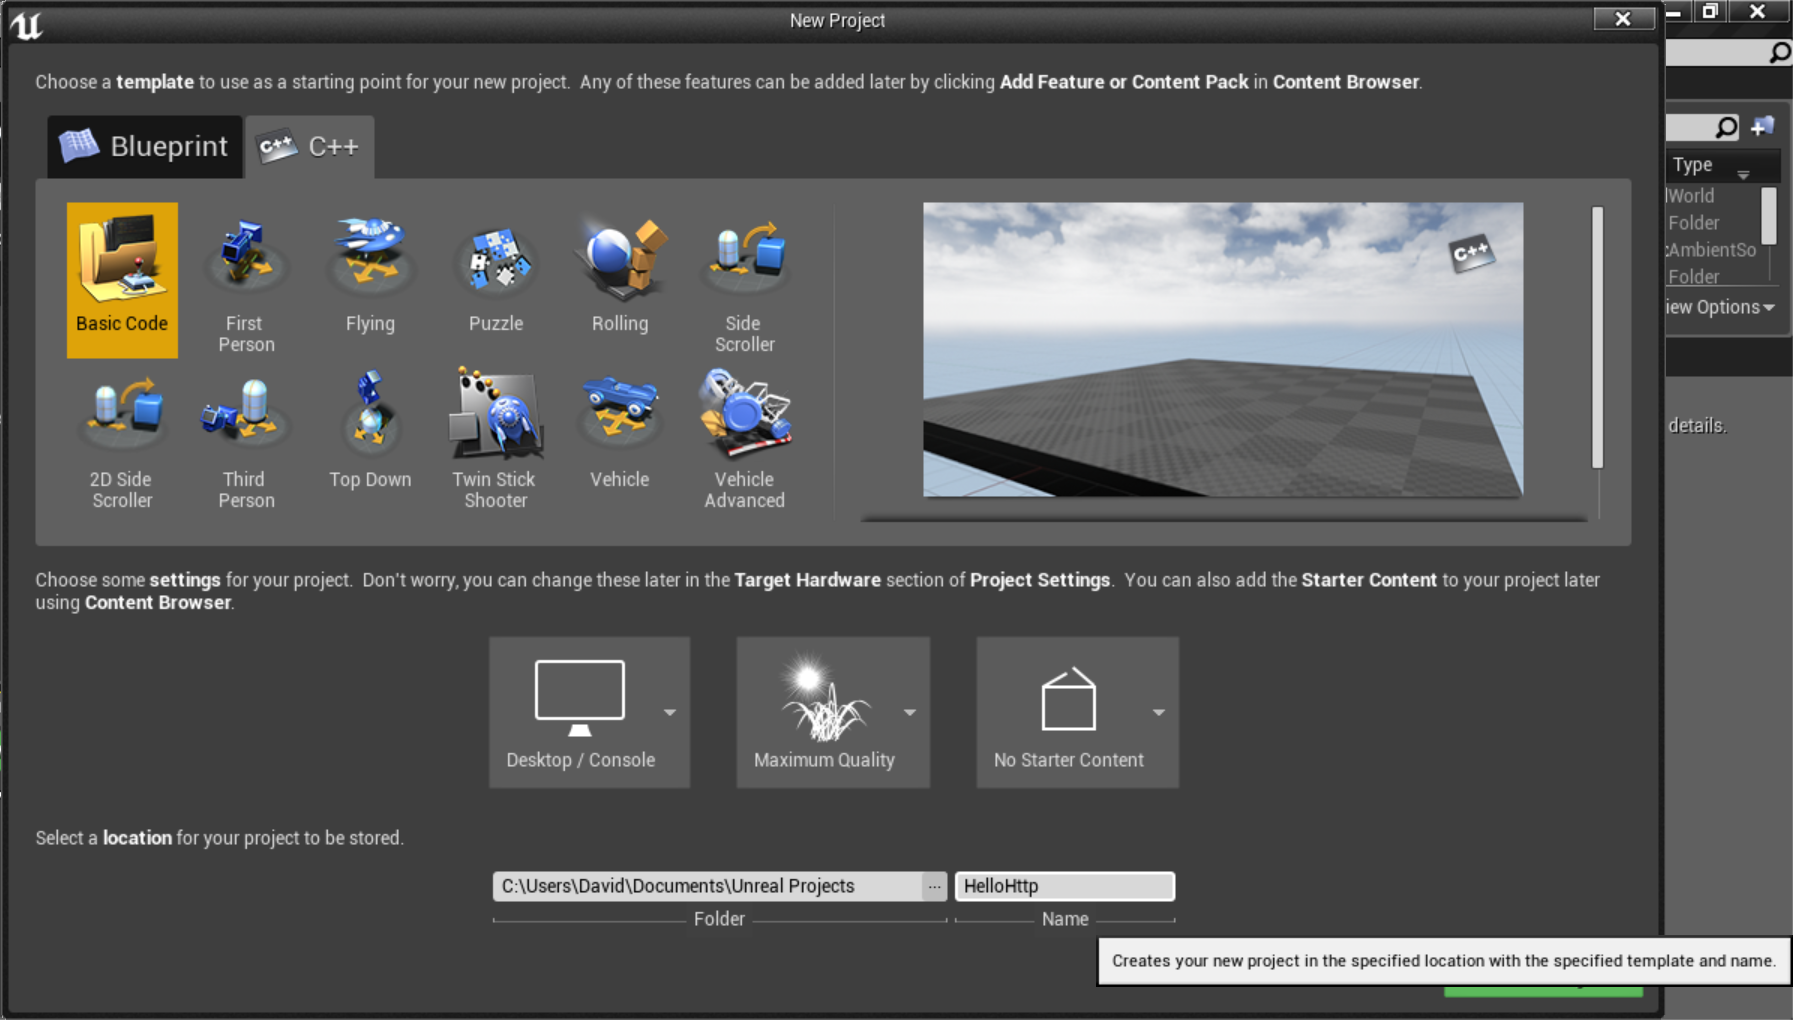 New Project
Choose a template to use as a starting point for your new project. Any of these features can be added later by clicking Add Feature or Content Pack in Content Browser.
Blueprint
C++
C++
Type
World
Folder
AmbientSo
Folder
iew Options
details.
C++
Basic Code
First
Person
Flying
Puzzle
Rolling
Side
Scroller
2D Side
Scroller
Third
Person
Top Down
Twin Stick
Shooter
Vehicle
Vehicle
Advanced
Choose some settings for your project. Don't worry, you can change these later in the Target Hardware section of Project Settings. You can also add the Starter Content to your project later
using Content Browser.
Desktop / Console
Maximum Quality
No Starter Content
Select a location for your project to be stored.
C:\Users\David\Documents\Unreal Projects
...
HelloHttp
Folder
Name
Creates your new project in the specified location with the specified template and name.